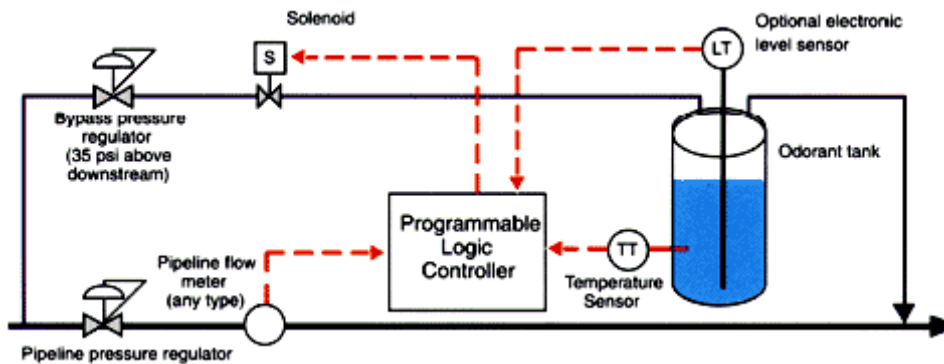 Solenoid
S
Optional electronic
level sensor
LT
Bypass pressure
regulator
(35 psi above
downstream)
Odorant tank
Programmable
Logic
Controller
TT
Temperature
Sensor
Pipeline flow
meter
(any type)
Pipeline pressure regulator